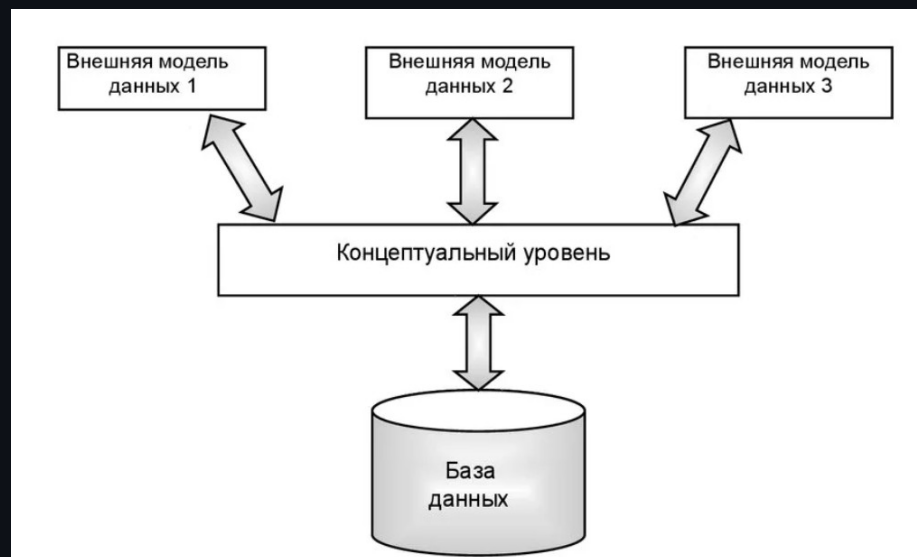 Внешняя модель
данных 1
Внешняя модель
данных 2
Внешняя модель
данных 3
Концептуальный уровень
База
данных